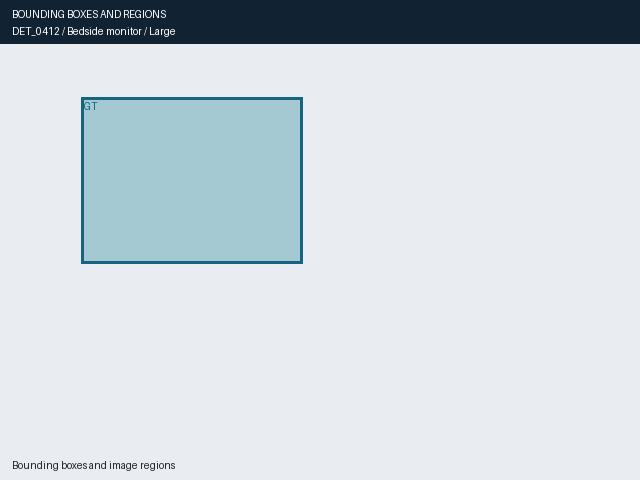 BOUNDING BOXES AND REGIONS
DET_0412 / Bedside monitor / Large
GT
Bounding boxes and image regions